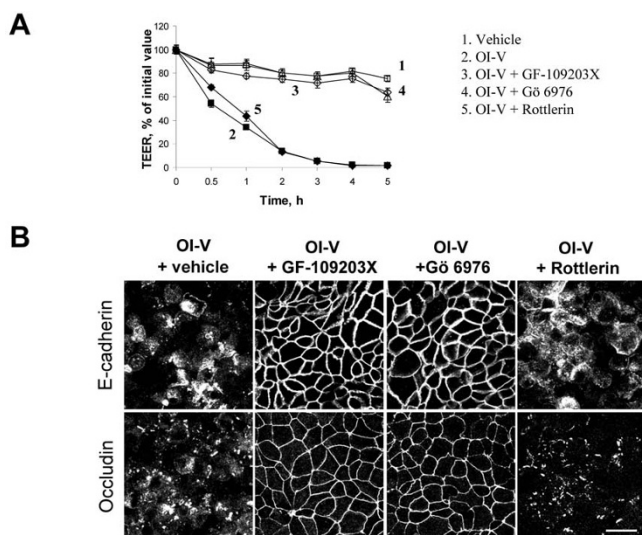 A
TEER, % of initial value
120
100
80
60
40
20
0
0
0.5
1
2
3
4
5
Time, h
1
3
4
5
2
1. Vehicle
2. OI-V
3. OI-V + GF-109203X
4. OI-V + Gö 6976
5. OI-V + Rottlerin
B
OI-V
+ vehicle
OI-V
+ GF-109203X
OI-V
+Gö 6976
OI-V
+ Rottlerin
E-cadherin
Occludin